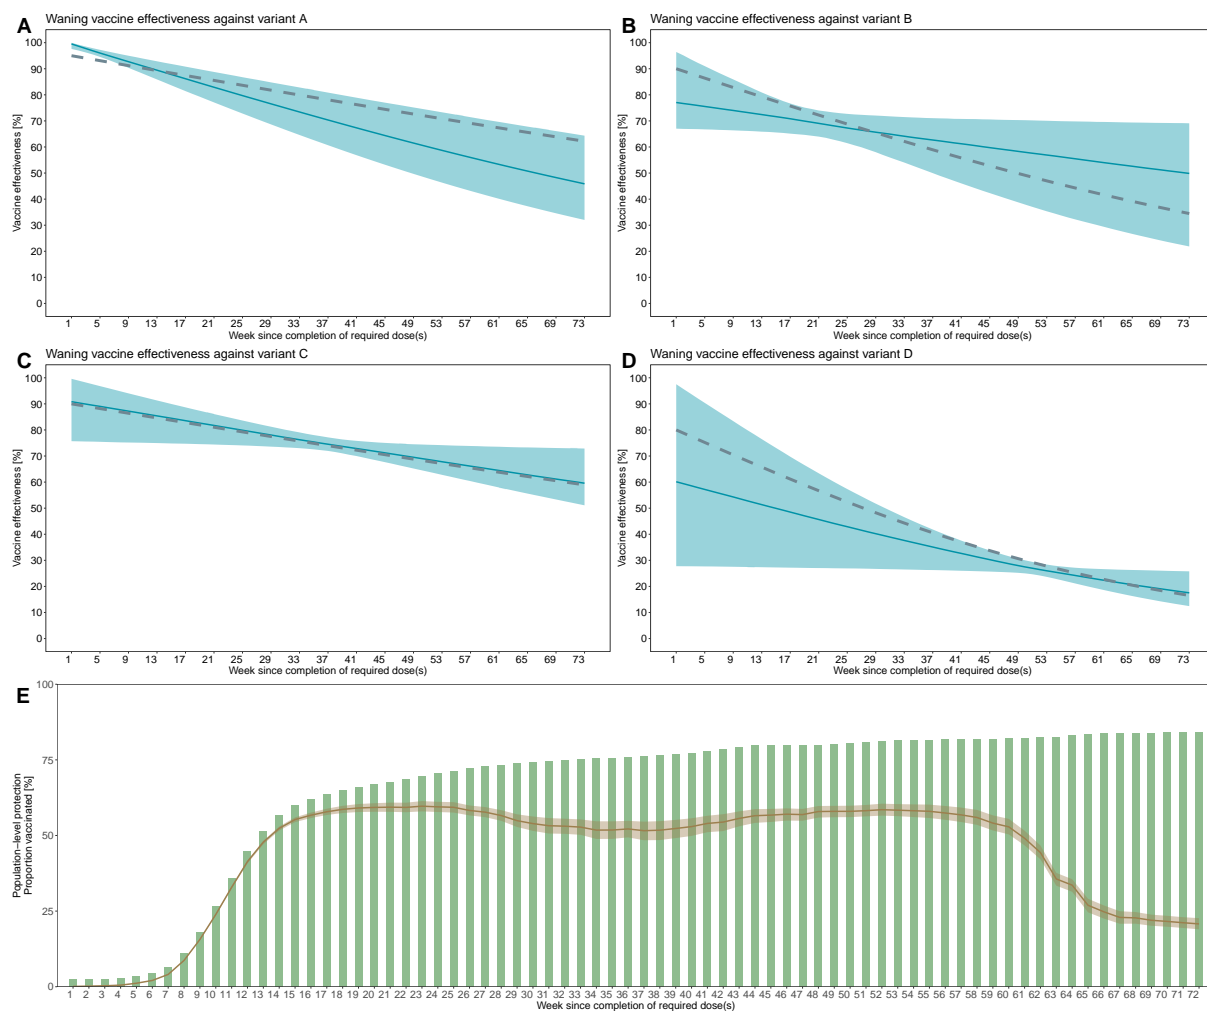 A Waning vaccine effectiveness against variant A
Vaccine effectiveness [%]
100
90
80
70
60
50
40
30
20
10
0
1 5 9 13 17 21 25 29 33 37 41 45 49 53 57 61 65 69 73
Week since completion of required dose(s)
B Waning vaccine effectiveness against variant B
Vaccine effectiveness [%]
100
90
80
70
60
50
40
30
20
10
0
1 5 9 13 17 21 25 29 33 37 41 45 49 53 57 61 65 69 73
Week since completion of required dose(s)
C Waning vaccine effectiveness against variant C
Vaccine effectiveness [%]
100
90
80
70
60
50
40
30
20
10
0
1 5 9 13 17 21 25 29 33 37 41 45 49 53 57 61 65 69 73
Week since completion of required dose(s)
D Waning vaccine effectiveness against variant D
Vaccine effectiveness [%]
100
90
80
70
60
50
40
30
20
10
0
1 5 9 13 17 21 25 29 33 37 41 45 49 53 57 61 65 69 73
Week since completion of required dose(s)
E
Population−level protection
Proportion vaccinated [%]
100
75
50
25
0
1 2 3 4 5 6 7 8 9 10 11 12 13 14 15 16 17 18 19 20 21 22 23 24 25 26 27 28 29 30 31 32 33 34 35 36 37 38 39 40 41 42 43 44 45 46 47 48 49 50 51 52 53 54 55 56 57 58 59 60 61 62 63 64 65 66 67 68 69 70 71 72
Week since completion of required dose(s)